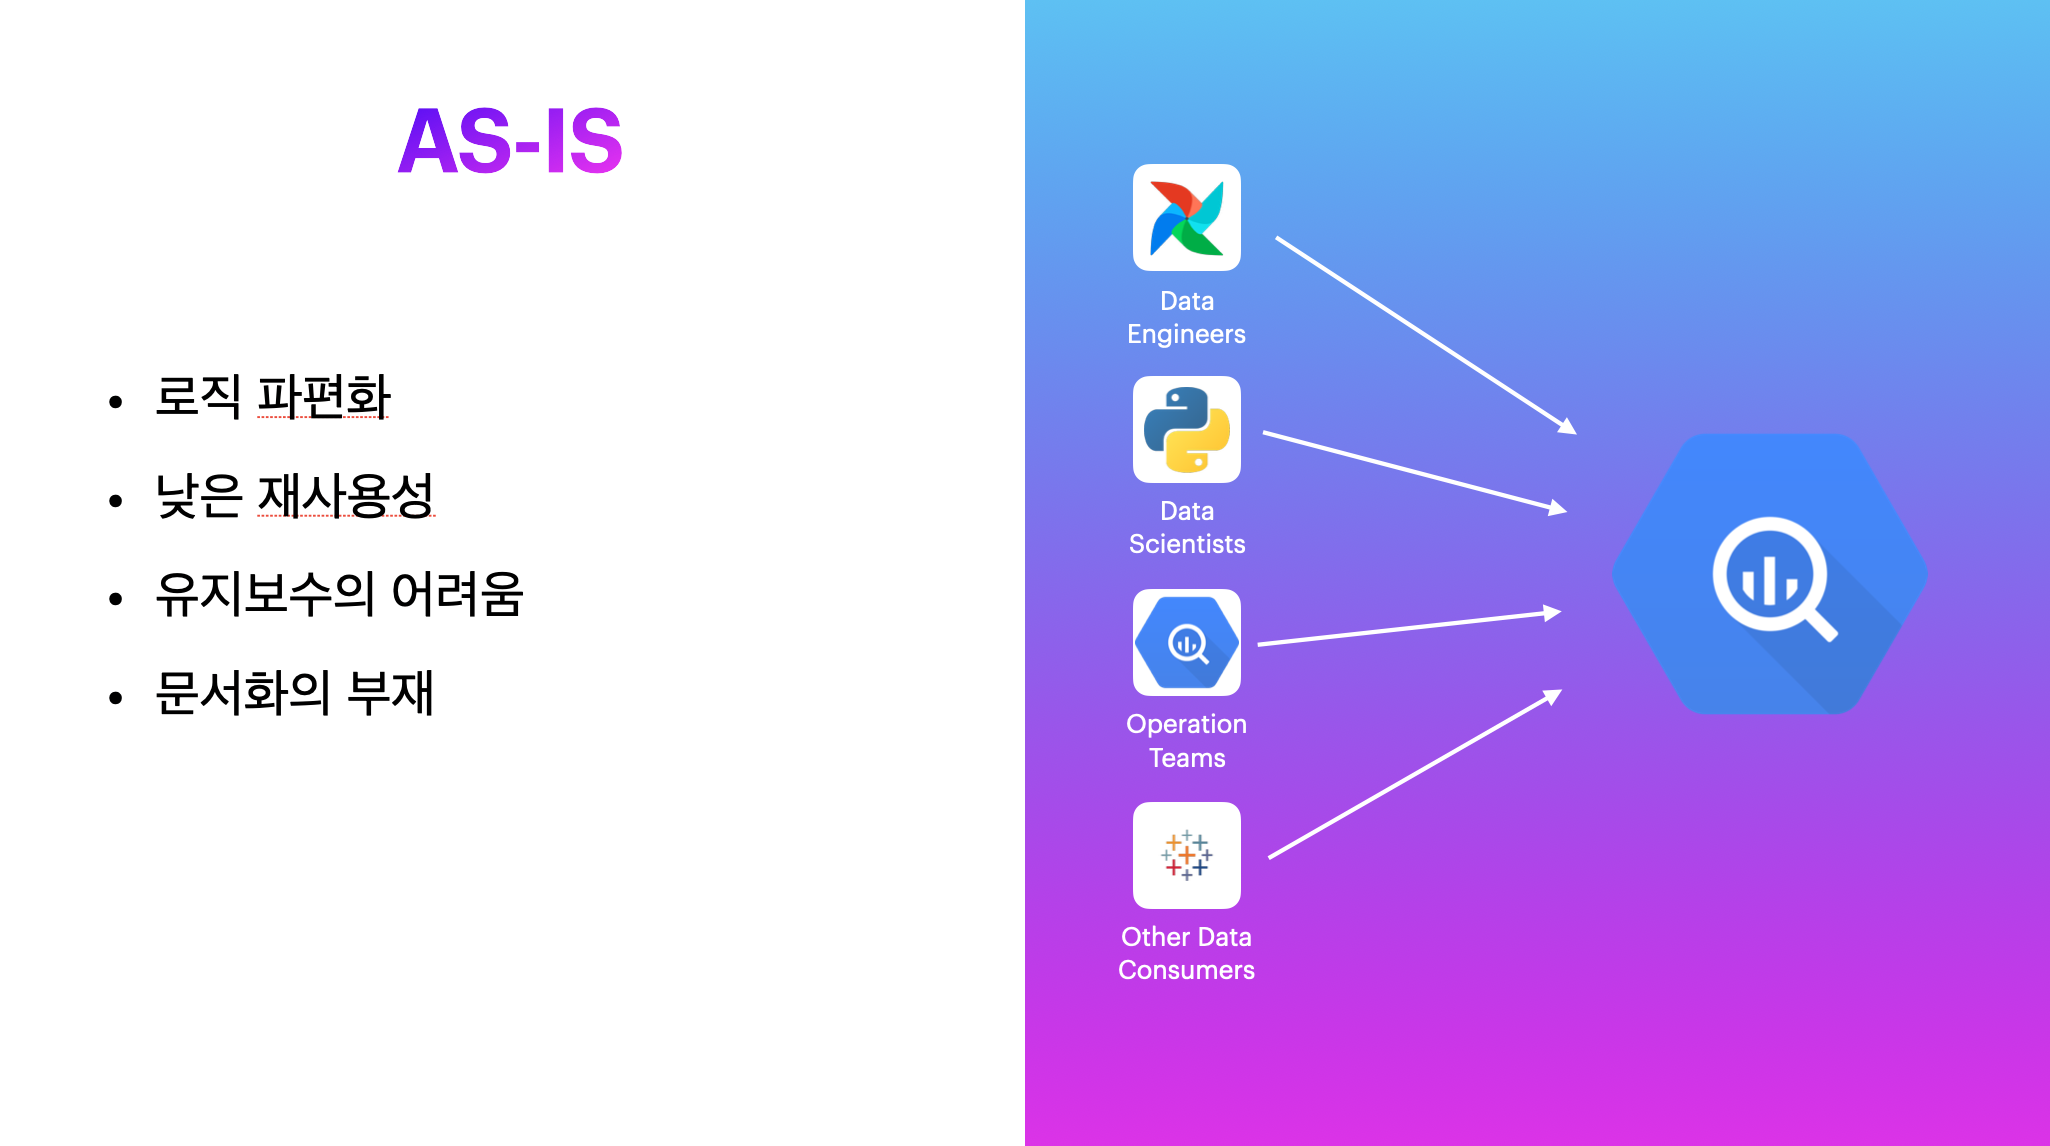 AS-IS
• 로직 파편화
• 낮은 재사용성
• 유지보수의 어려움
• 문서화의 부재
Data
Engineers
Data
Scientists
Operation
Teams
Other Data
Consumers